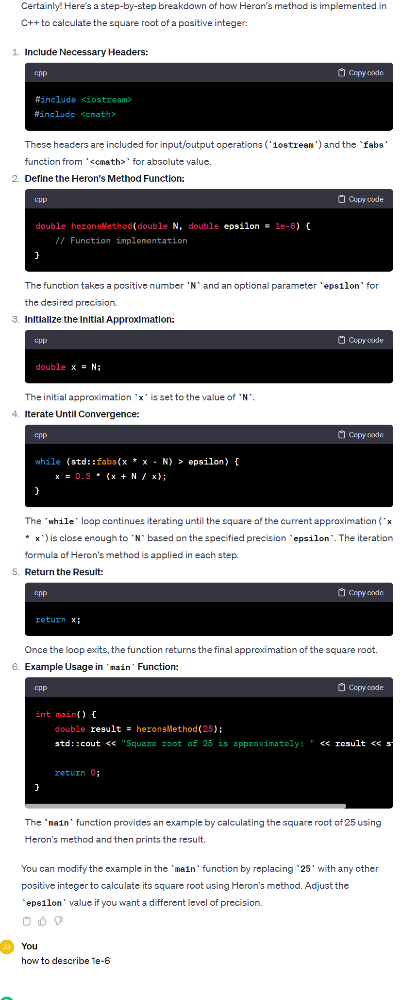 Certainly! Here's a step-by-step breakdown of how Heron's method is implemented in
C++ to calculate the square root of a positive integer:
1. Include Necessary Headers:
cpp Copy code
#include <iostream>
#include <cmath>
These headers are included for input/output operations (`iostream`) and the `fabs`
function from `<cmath>` for absolute value.
2. Define the Heron's Method Function:
cpp Copy code
double heronsMethod(double N, double epsilon = 1e-6) {
    // Function implementation
}
The function takes a positive number `N` and an optional parameter `epsilon` for
the desired precision.
3. Initialize the Initial Approximation:
cpp Copy code
double x = N;
The initial approximation `x` is set to the value of `N`.
4. Iterate Until Convergence:
cpp Copy code
while (std::fabs(x * x - N) > epsilon) {
    x = 0.5 * (x + N / x);
}
The `while` loop continues iterating until the square of the current approximation (`x
* x`) is close enough to `N` based on the specified precision `epsilon`. The iteration
formula of Heron's method is applied in each step.
5. Return the Result:
cpp Copy code
return x;
Once the loop exits, the function returns the final approximation of the square root.
6. Example Usage in `main` Function:
cpp Copy code
int main() {
    double result = heronsMethod(25);
    std::cout << "Square root of 25 is approximately: " << result << st
    return 0;
}
The `main` function provides an example by calculating the square root of 25 using
Heron's method and then prints the result.
You can modify the example in the `main` function by replacing `25` with any other
positive integer to calculate its square root using Heron's method. Adjust the
`epsilon` value if you want a different level of precision.
22 You
how to describe 1e-6